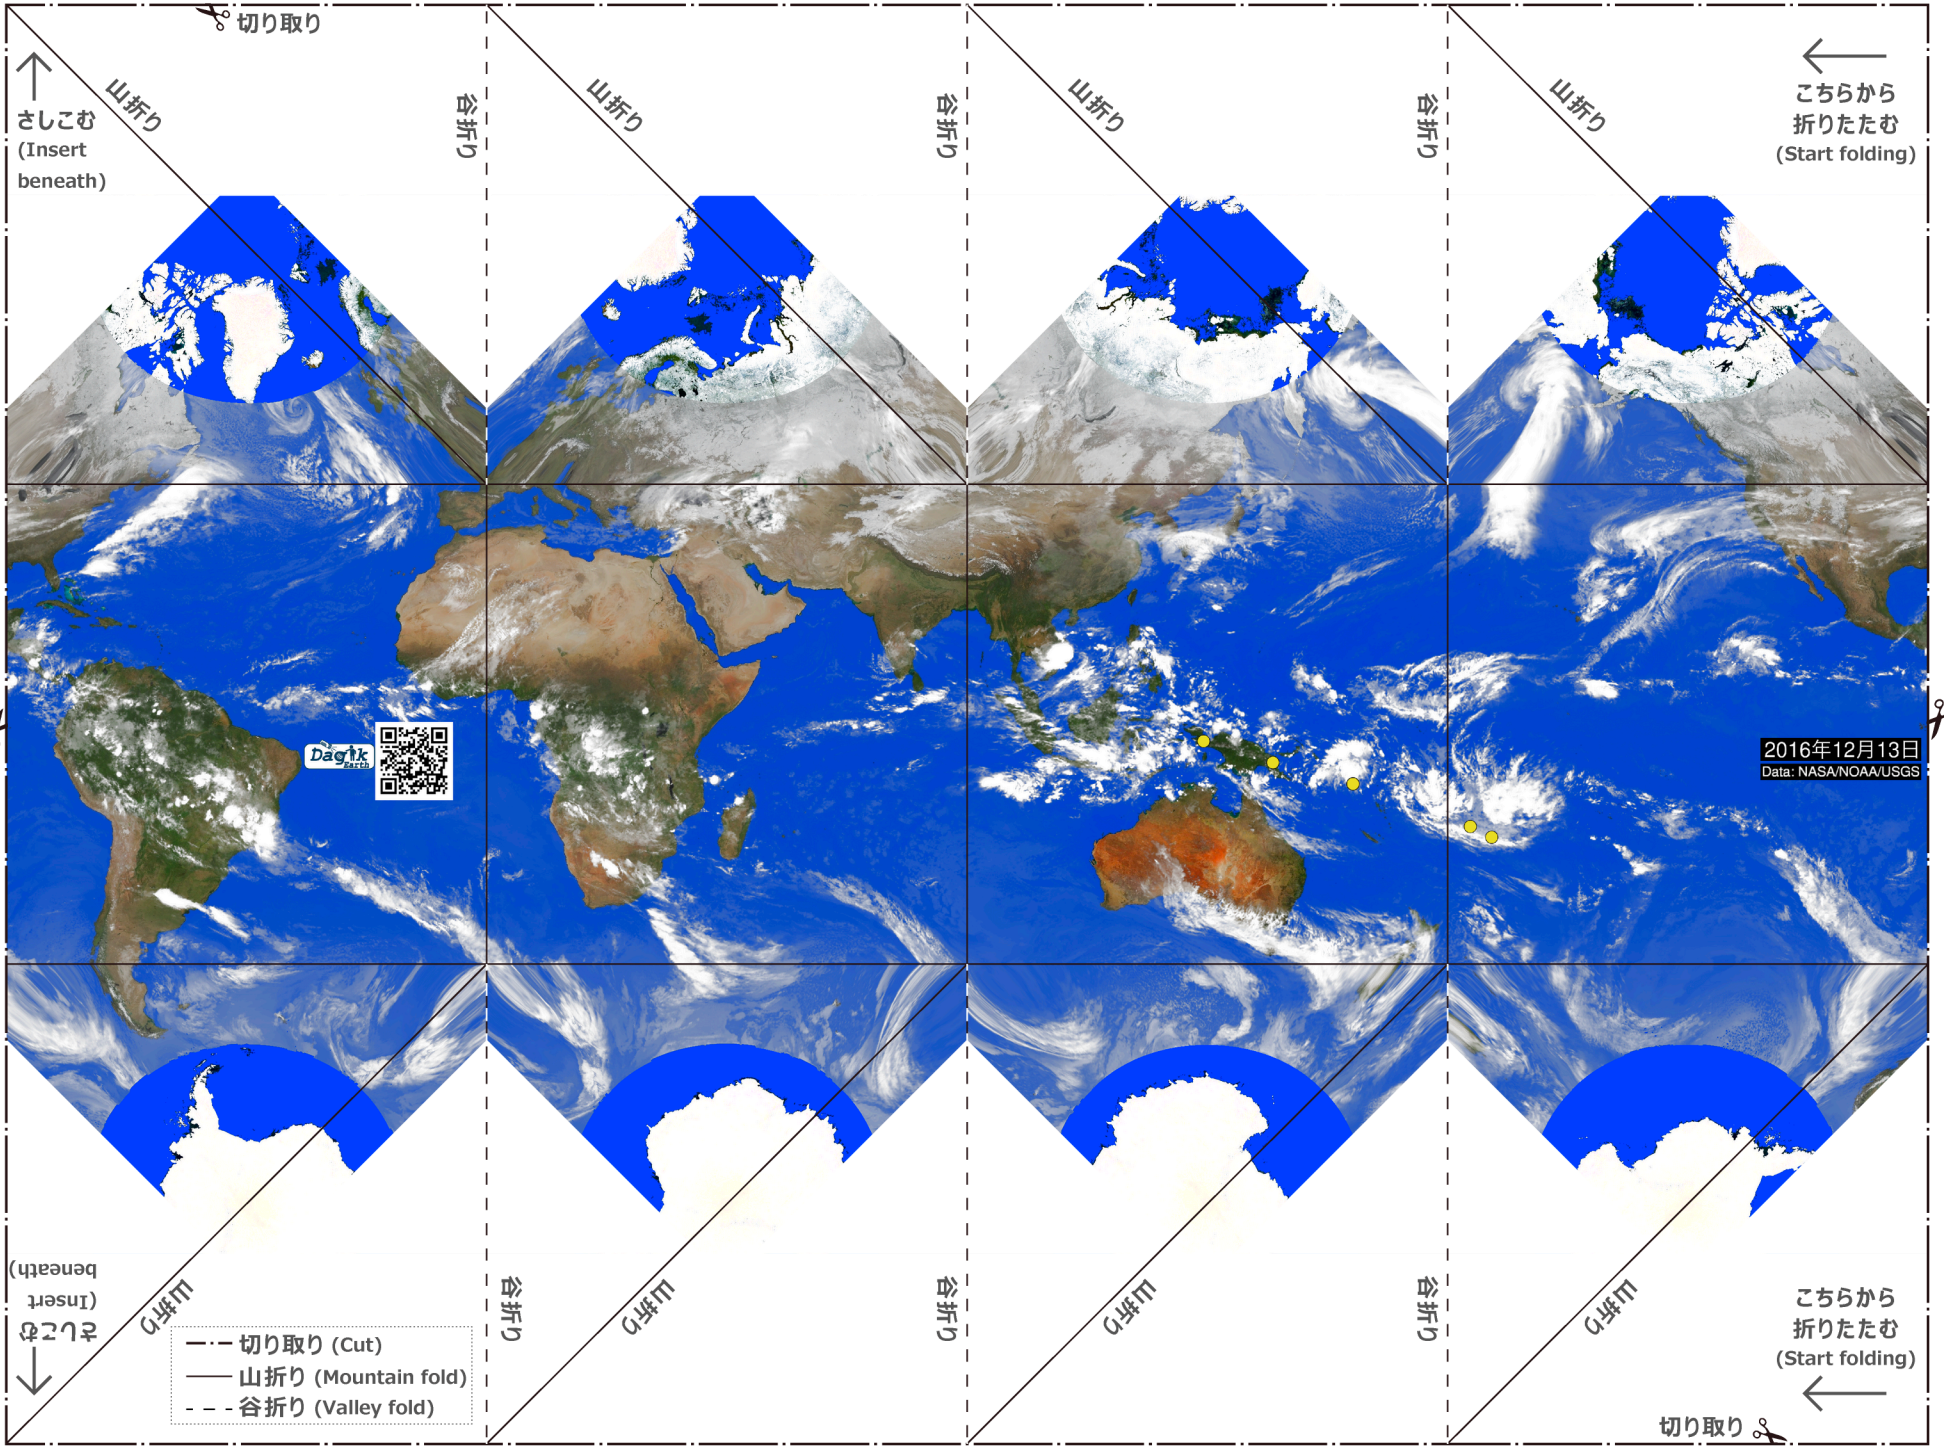 切り取り
山折り
谷折り
山折り
谷折り
山折り
谷折り
山折り
さしこむ
(Insert
beneath)
こちらから
折りたたむ
(Start folding)
Dagik
Earth
2016年12月13日
Data: NASA/NOAA/USGS
さしこむ
(Insert
beneath)
山折り
谷折り
山折り
谷折り
山折り
谷折り
山折り
こちらから
折りたたむ
(Start folding)
切り取り (Cut)
山折り (Mountain fold)
谷折り (Valley fold)
切り取り